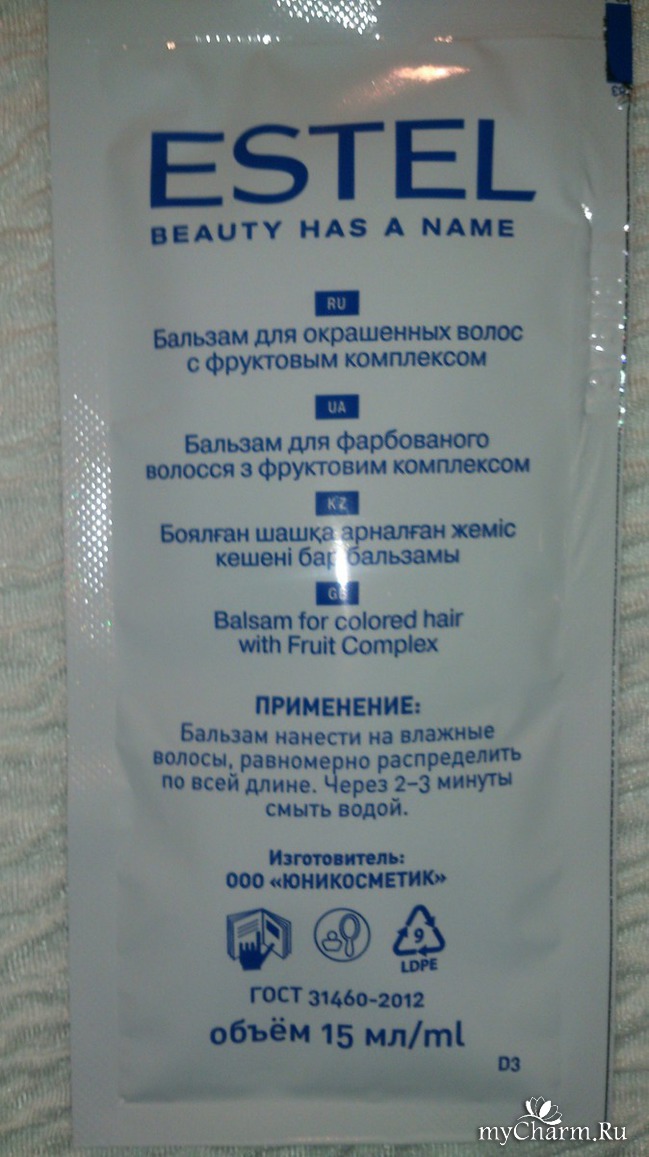 ESTEL
BEAUTY HAS A NAME
RU
Бальзам для окрашенных волос
с фруктовым комплексом
UA
Бальзам для фарбованого
волосся з фруктовим комплексом
KZ
Боялған шашқа арналған жеміс
кешені бар бальзамы
GB
Balsam for colored hair
with Fruit Complex
ПРИМЕНЕНИЕ:
Бальзам нанести на влажные
волосы, равномерно распределить
по всей длине. Через 2–3 минуты
смыть водой.
Изготовитель:
ООО «ЮНИКОСМЕТИК»
9
LDPE
ГОСТ 31460-2012
объём 15 мл/ml
D3
myCharm.Ru